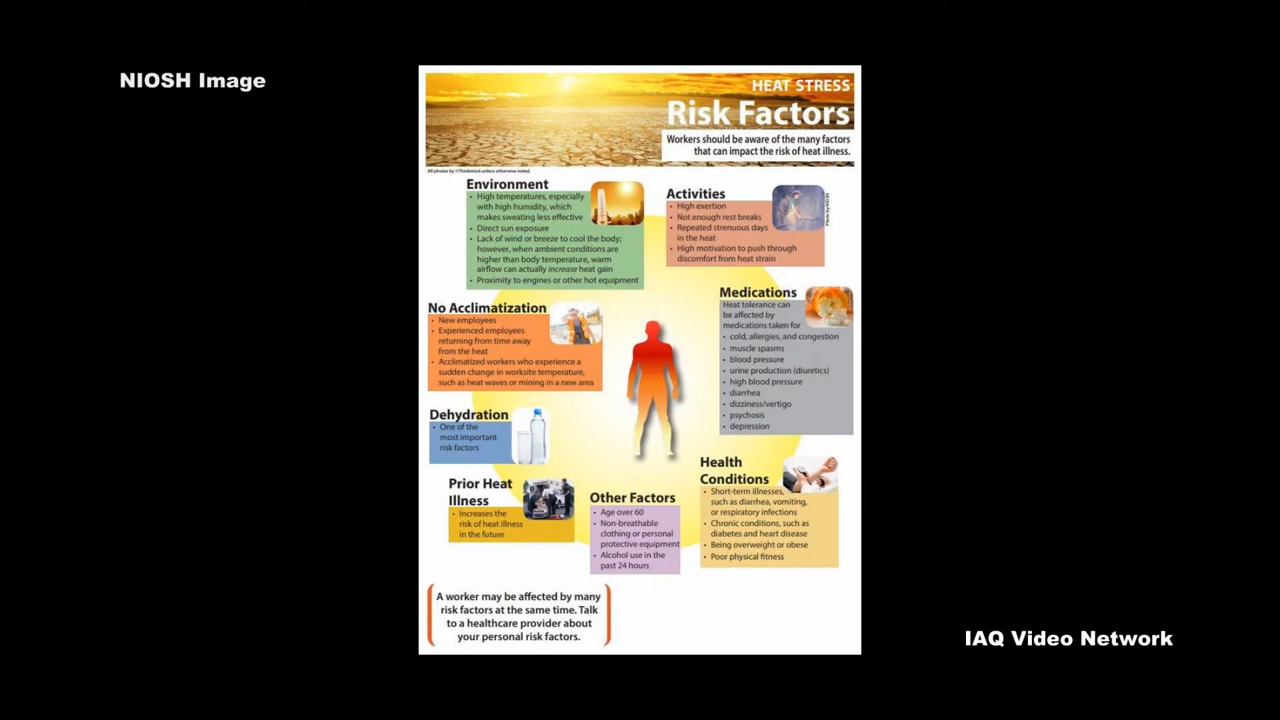 NIOSH Image
HEAT STRESS
Risk Factors
Workers should be aware of the many factors
that can impact the risk of heat illness.
All photos by ©Thinkstock unless otherwise noted.
Environment
• High temperatures, especially
with high humidity, which
makes sweating less effective
• Direct sun exposure
• Lack of wind or breeze to cool the body;
however, when ambient conditions are
higher than body temperature, warm
airflow can actually increase heat gain
• Proximity to engines or other hot equipment
Activities
• High exertion
• Not enough rest breaks
• Repeated strenuous days
in the heat
• High motivation to push through
discomfort from heat strain
Photo by NIOSH
No Acclimatization
• New employees
• Experienced employees
returning from time away
from the heat
• Acclimatized workers who experience a
sudden change in worksite temperature,
such as heat waves or mining in a new area
Medications
Heat tolerance can
be affected by
medications taken for
• cold, allergies, and congestion
• muscle spasms
• blood pressure
• urine production (diuretics)
• high blood pressure
• diarrhea
• dizziness/vertigo
• psychosis
• depression
Dehydration
• One of the
most important
risk factors
Prior Heat
Illness
• Increases the
risk of heat illness
in the future
Other Factors
• Age over 60
• Non-breathable
clothing or personal
protective equipment
• Alcohol use in the
past 24 hours
Health
Conditions
• Short-term illnesses,
such as diarrhea, vomiting,
or respiratory infections
• Chronic conditions, such as
diabetes and heart disease
• Being overweight or obese
• Poor physical fitness
A worker may be affected by many
risk factors at the same time. Talk
to a healthcare provider about
your personal risk factors.
IAQ Video Network